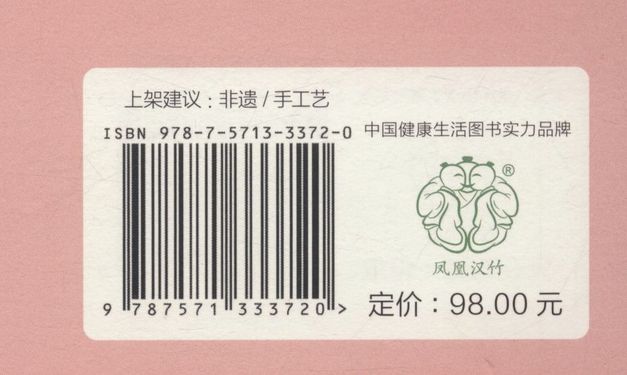 上架建议：非遗 / 手工艺
ISBN 978-7-5713-3372-0
9 787571 333720 >
中国健康生活图书实力品牌
®
凤凰汉竹
定价：98.00 元